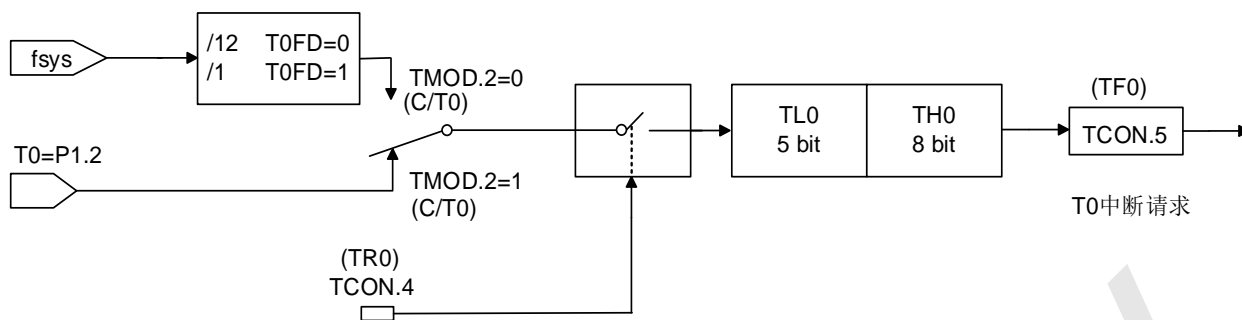 fsys
/12 T0FD=0
/1 T0FD=1
TMOD.2=0
(C/T0)
T0=P1.2
TMOD.2=1
(C/T0)
(TR0)
TCON.4
TL0
5 bit
TH0
8 bit
(TF0)
TCON.5
T0中断请求